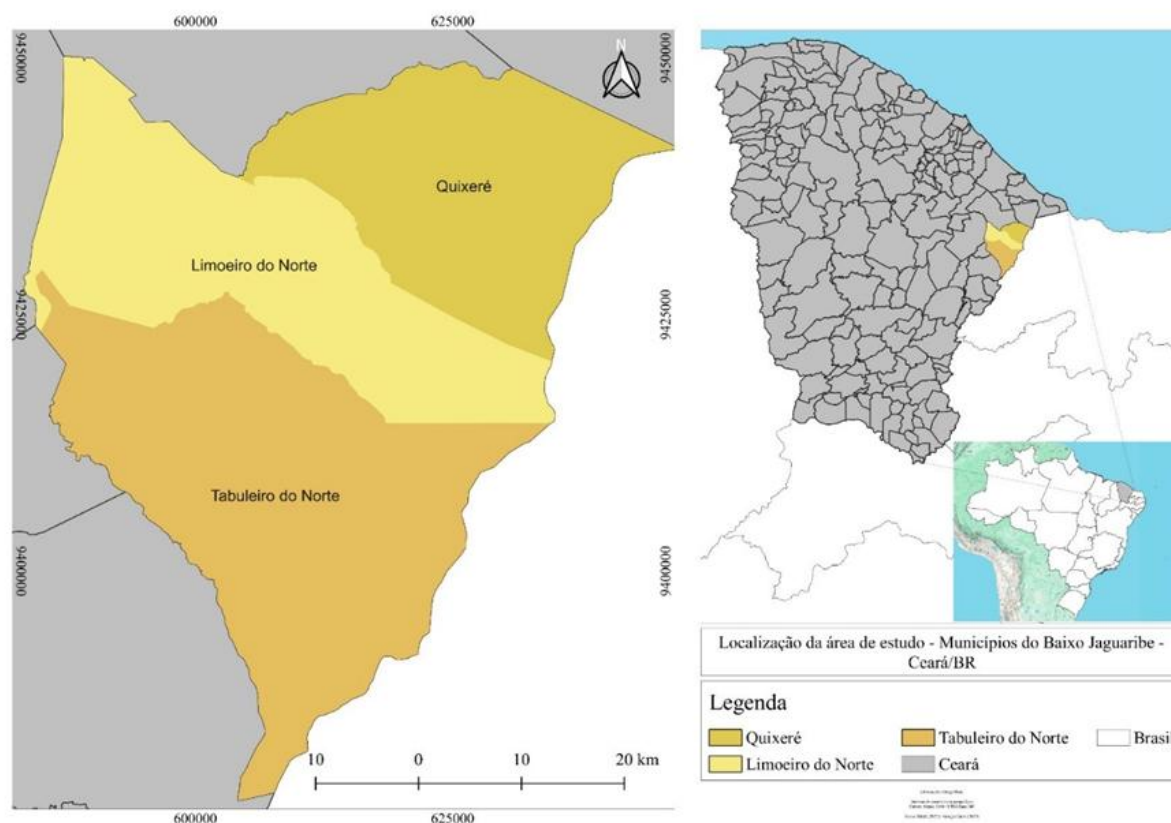 600000
625000
9450000
9450000
N
Quixeré
Limoeiro do Norte
9425000
9425000
Tabuleiro do Norte
9400000
9400000
10
0
10
20 km
600000
625000
Localização da área de estudo - Municípios do Baixo Jaguaribe -
Ceará/BR
Legenda
Quixeré
Tabuleiro do Norte
Brasil
Limoeiro do Norte
Ceará